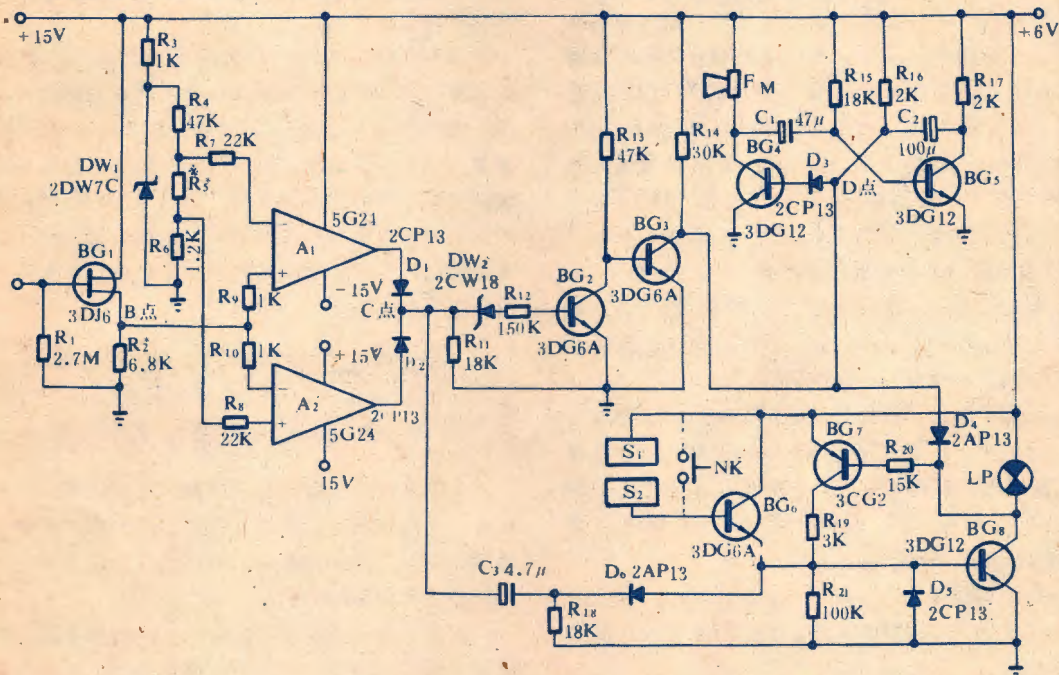 +15V
+6V
R₃
1K
R₄
47K
R₇ 22K
DW₁
2DW7C
R₅*
R₆
1.2K
BG₁
3DJ6
B点
R₁
2.7M
R₂*
6.8K
R₉
1K
R₁₀
1K
R₈
22K
A₁
5G24
-15V
+15V
A₂
5G24
15V
2CP13
D₁
C点
D₂
2CP13
DW₂
2CW18
R₁₁
18K
R₁₂
150K
BG₂
3DG6A
R₁₃
47K
R₁₄
30K
BG₃
3DG6A
FM
C₁
47μ
BG₄
3DG12
D₃
2CP13
D点
R₁₅
18K
R₁₆
2K
R₁₇
2K
C₂
100μ
BG₅
3DG12
S₁
S₂
NK
BG₆
3DG6A
BG₇
3CG2
R₂₀
15K
D₄
2AP13
LP
R₁₉
3K
BG₈
3DG12
C₃ 4.7μ
D₆ 2AP13
R₁₈
18K
R₂₁
100K
D₅
2CP13